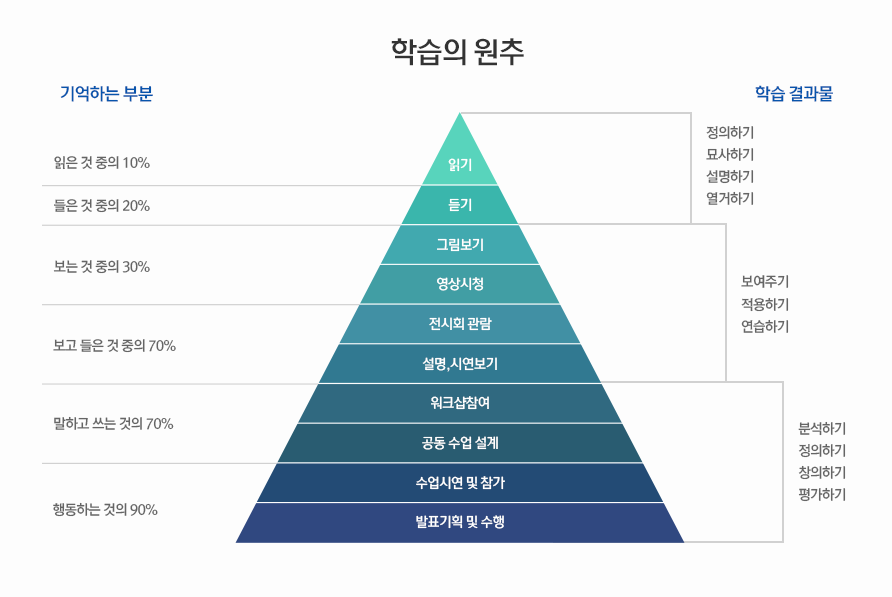 학습의 원추
기억하는 부분
학습 결과물
읽은 것 중의 10%
들은 것 중의 20%
보는 것 중의 30%
보고 들은 것 중의 70%
말하고 쓰는 것의 70%
행동하는 것의 90%
읽기
듣기
그림보기
영상시청
전시회 관람
설명,시연보기
워크샵참여
공동 수업 설계
수업시연 및 참가
발표기획 및 수행
정의하기
묘사하기
설명하기
열거하기
보여주기
적용하기
연습하기
분석하기
정의하기
창의하기
평가하기